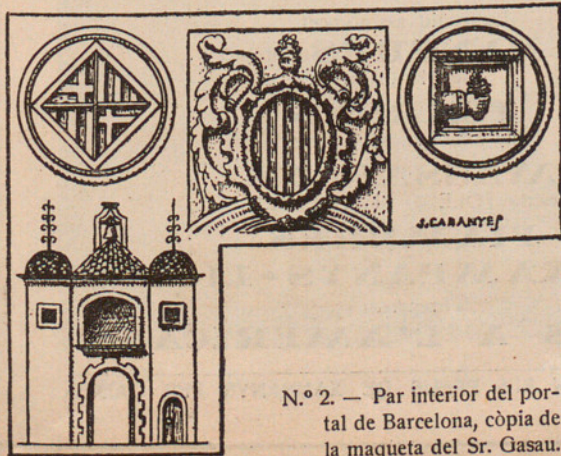 J. CABANYES
N.º 2. — Par interior del por-
tal de Barcelona, còpia de
la maqueta del Sr. Gasau.